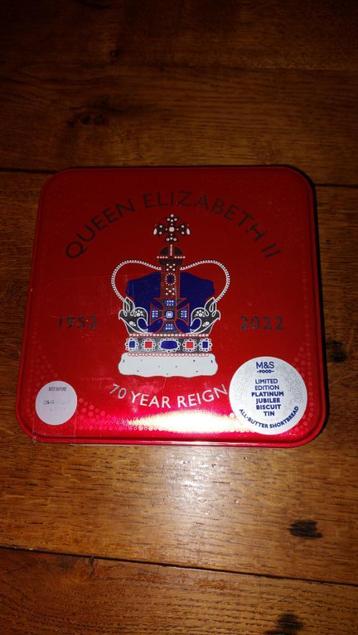 QUEEN ELIZABETH II
1952 2022
70 YEAR REIGN
M&S
FOOD
LIMITED
EDITION
PLATINUM
JUBILEE
BISCUIT
TIN
ALL-BUTTER SHORTBREAD